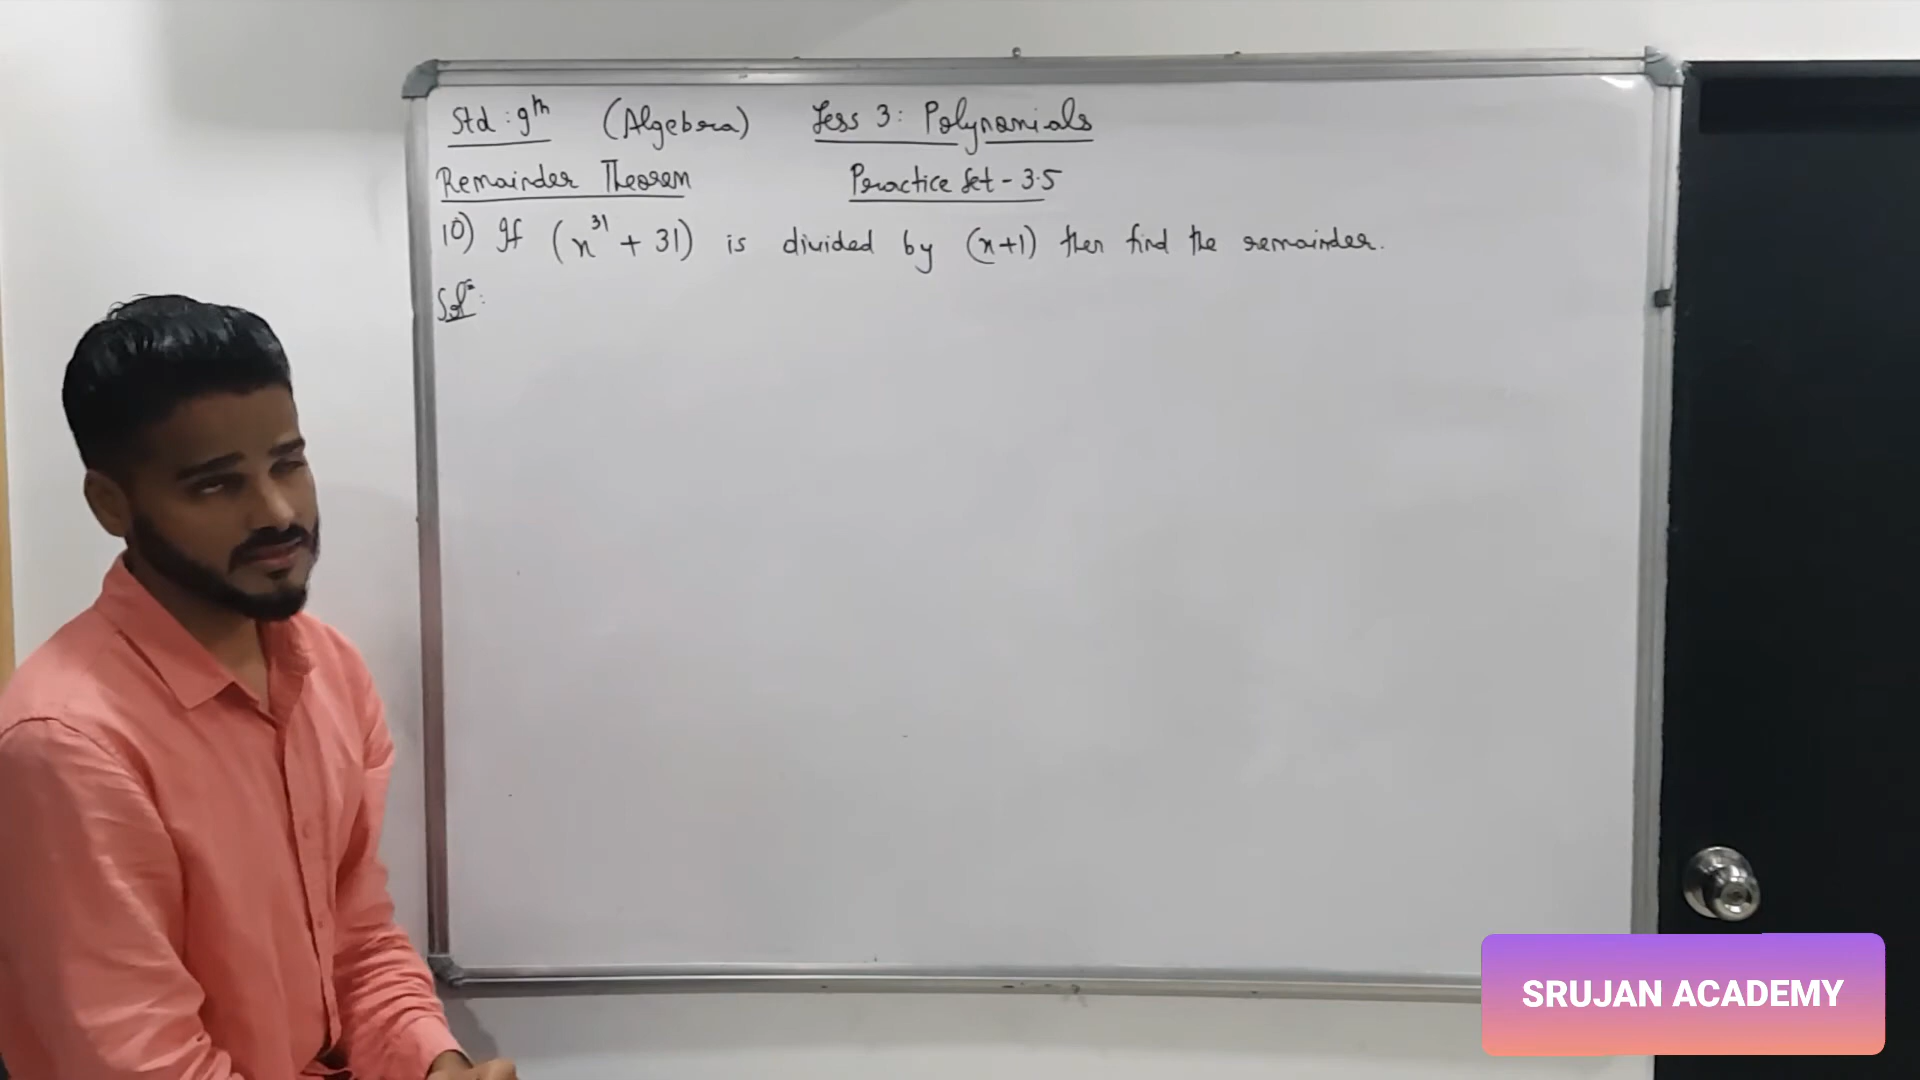 Std : 9th (Algebra) Less 3 : Polynomials
Remainder Theorem Practice Set - 3.5
10) If (x³¹ + 31) is divided by (x+1) then find the remainder.
Solⁿ :
SRUJAN ACADEMY